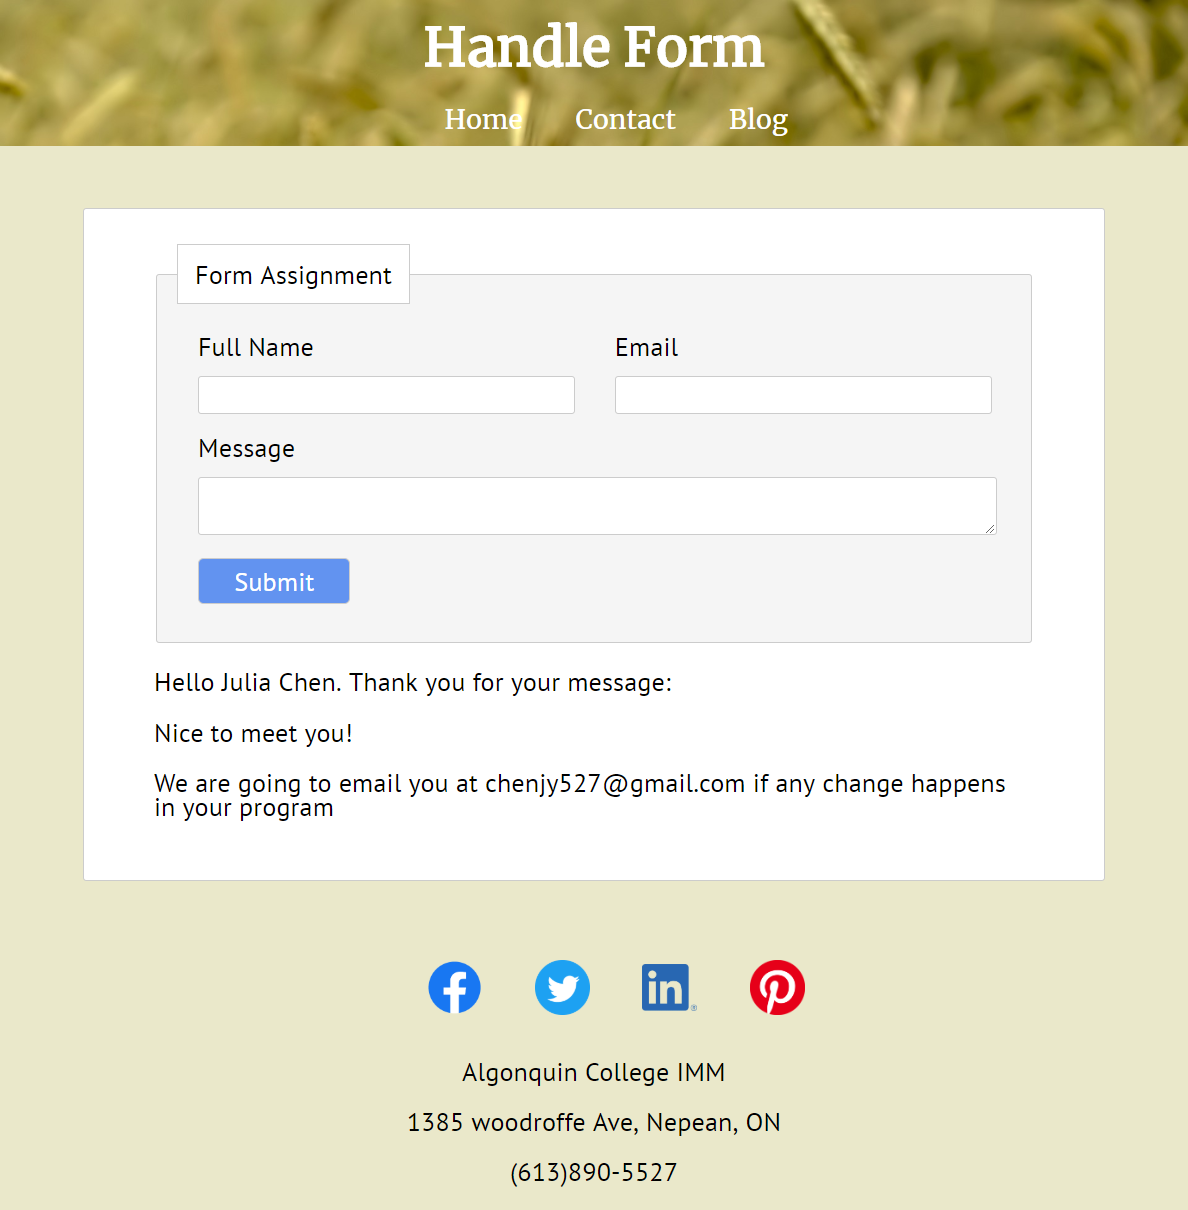 Handle Form
Home Contact Blog
Form Assignment
Full Name Email
Message
Submit
Hello Julia Chen. Thank you for your message:
Nice to meet you!
We are going to email you at chenjy527@gmail.com if any change happens
in your program
in ®
Algonquin College IMM
1385 woodroffe Ave, Nepean, ON
(613)890-5527